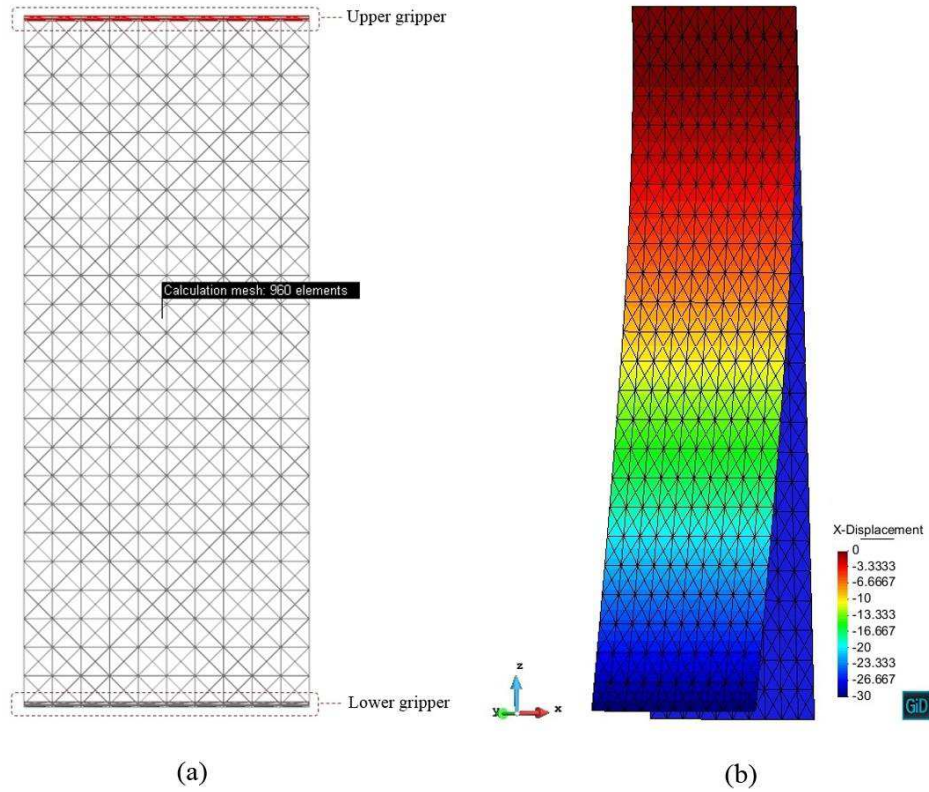 Upper gripper
Calculation mesh: 960 elements
Lower gripper
(a)
X-Displacement
0
-3.3333
-6.6667
-10
-13.333
-16.667
-20
-23.333
-26.667
-30
z
y
x
GiD
(b)